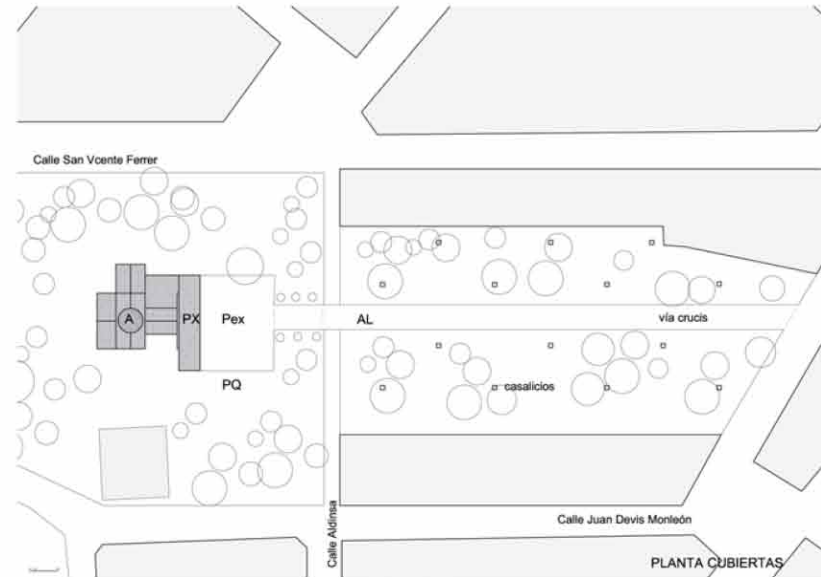 Calle San Vcente Ferrer
A
PX
Pex
AL
vía crucis
PQ
casalicios
Calle Aldinsa
Calle Juan Devis Monleón
PLANTA CUBIERTAS